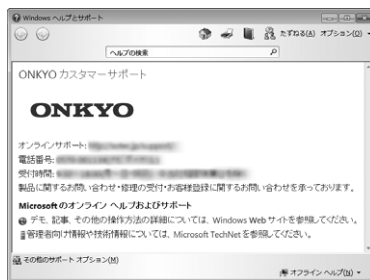 Windows ヘルプとサポート
たずねる(A) オプション(O)
ヘルプの検索
ONKYO カスタマーサポート
ONKYO
オンラインサポート:
電話番号:
受付時間:
製品に関するお問い合わせ・修理の受付・お客様登録に関するお問い合わせを承っております。
Microsoft のオンライン ヘルプおよびサポート
デモ、記事、その他の操作方法の詳細については、Windows Web サイトを参照してください。
管理者向け情報や技術情報については、Microsoft TechNet を参照してください。
その他のサポート オプション(M)
オフライン ヘルプ(N)